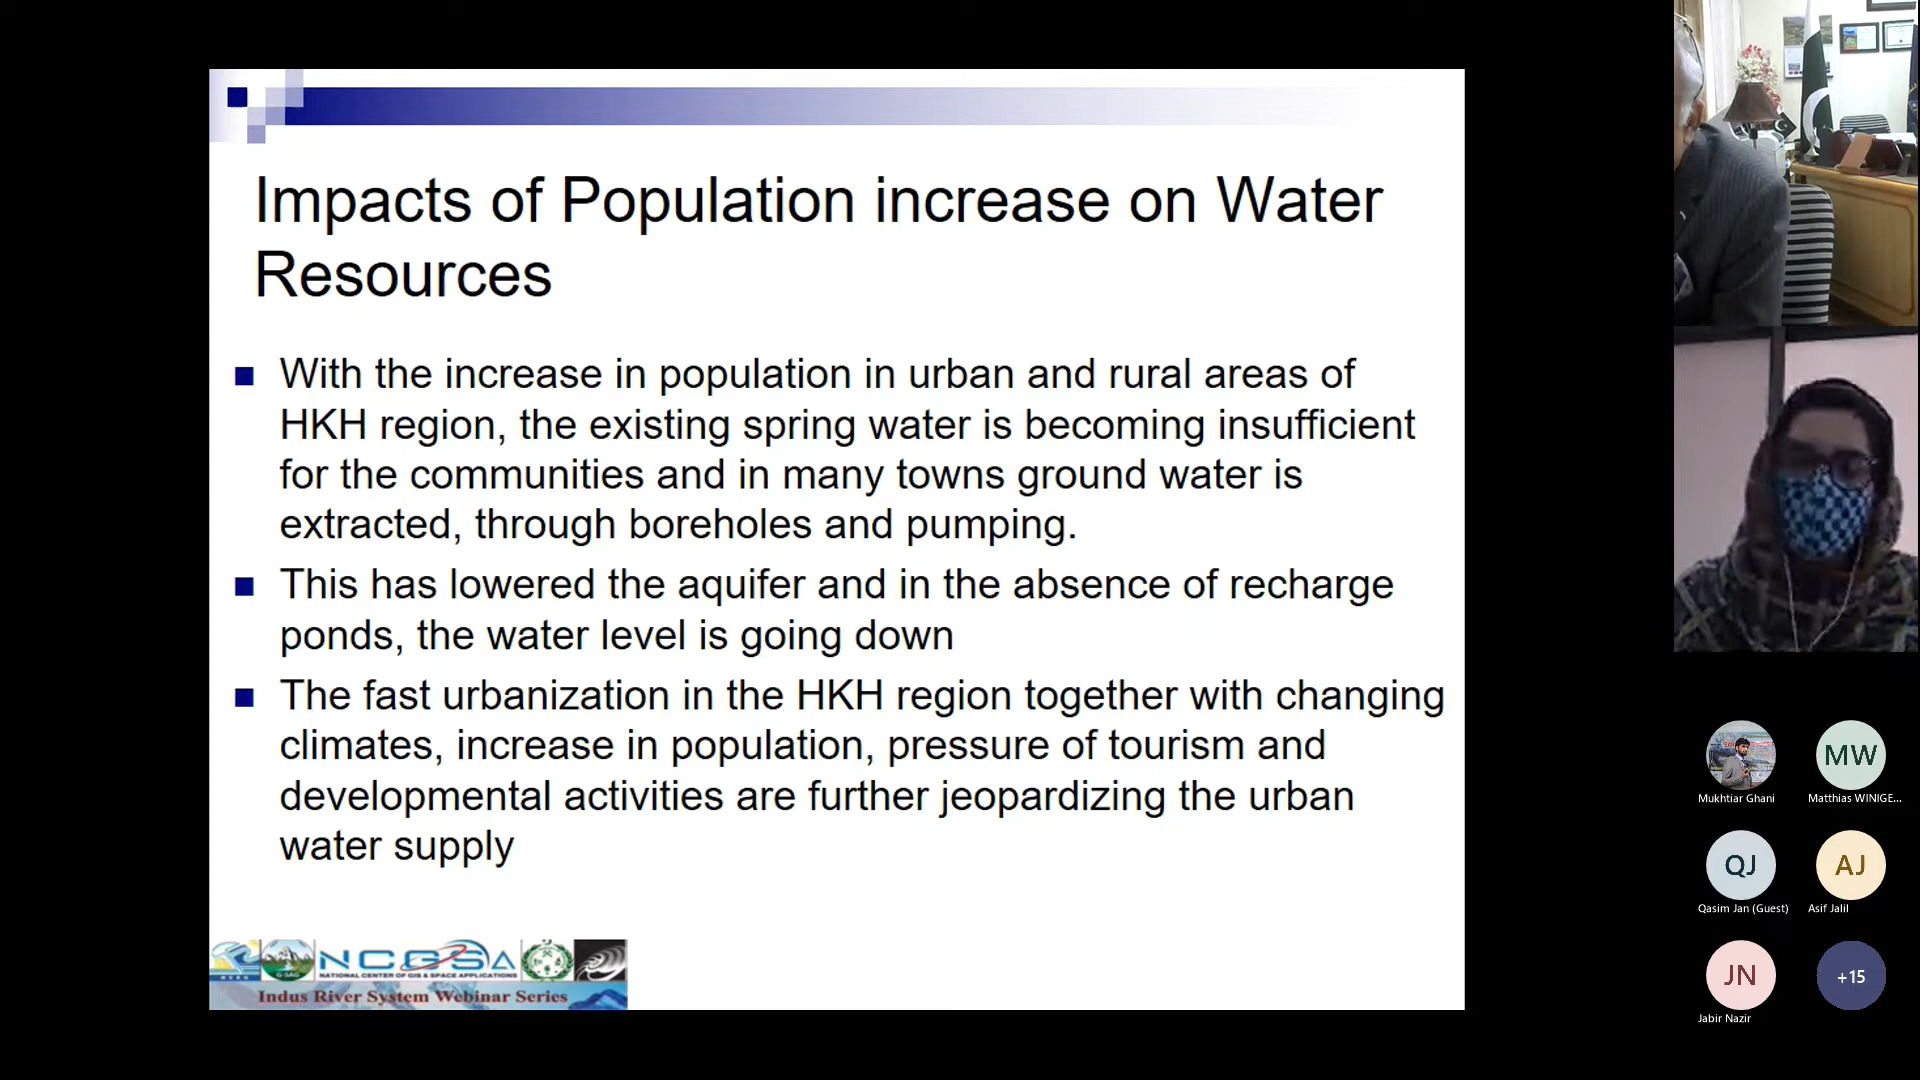 Impacts of Population increase on Water
Resources
With the increase in population in urban and rural areas of
HKH region, the existing spring water is becoming insufficient
for the communities and in many towns ground water is
extracted, through boreholes and pumping.
This has lowered the aquifer and in the absence of recharge
ponds, the water level is going down
The fast urbanization in the HKH region together with changing
climates, increase in population, pressure of tourism and
developmental activities are further jeopardizing the urban
water supply
G-SAG
NCGSA
NATIONAL CENTER OF GIS & SPACE APPLICATIONS
Indus River System Webinar Series
MW
Mukhtiar Ghani
Matthias WINIGE...
QJ
AJ
Qasim Jan (Guest)
Asif Jalil
JN
+15
Jabir Nazir